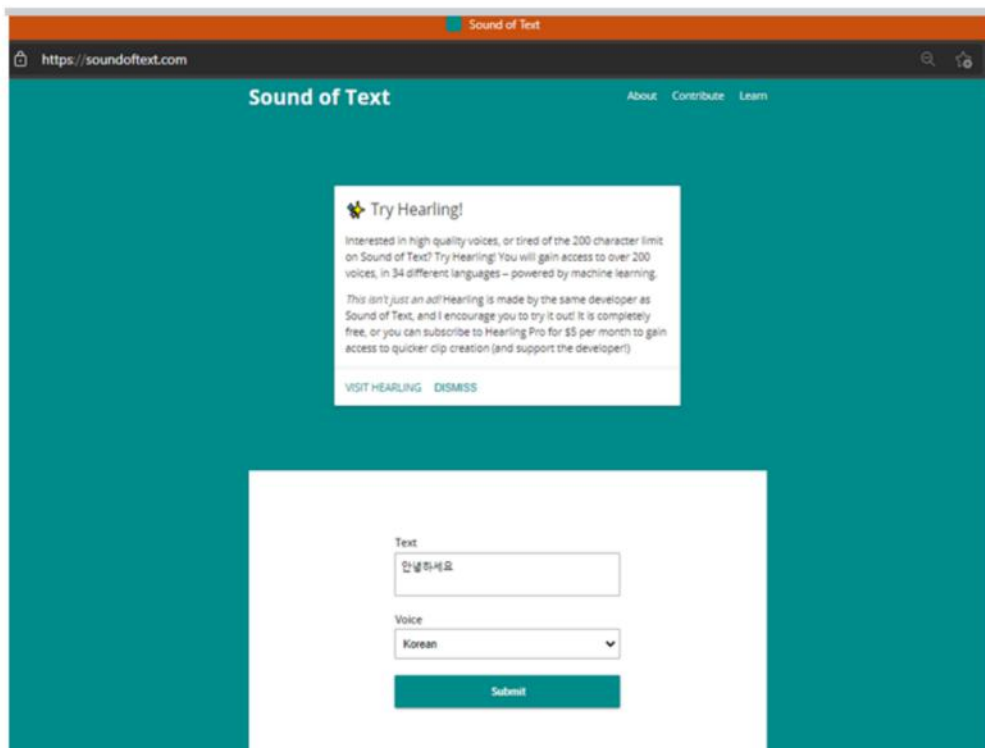 Sound of Text
https://soundoftext.com
Sound of Text
About Contribute Learn
Try Hearling!
Interested in high quality voices, or tired of the 200 character limit
on Sound of Text? Try Hearling! You will gain access to over 200
voices, in 34 different languages – powered by machine learning.
This isn't just an ad! Hearling is made by the same developer as
Sound of Text, and I encourage you to try it out! It is completely
free, or you can subscribe to Hearling Pro for $5 per month to gain
access to quicker clip creation (and support the developer!)
VISIT HEARLING DISMISS
Text
안녕하세요
Voice
Korean
Submit